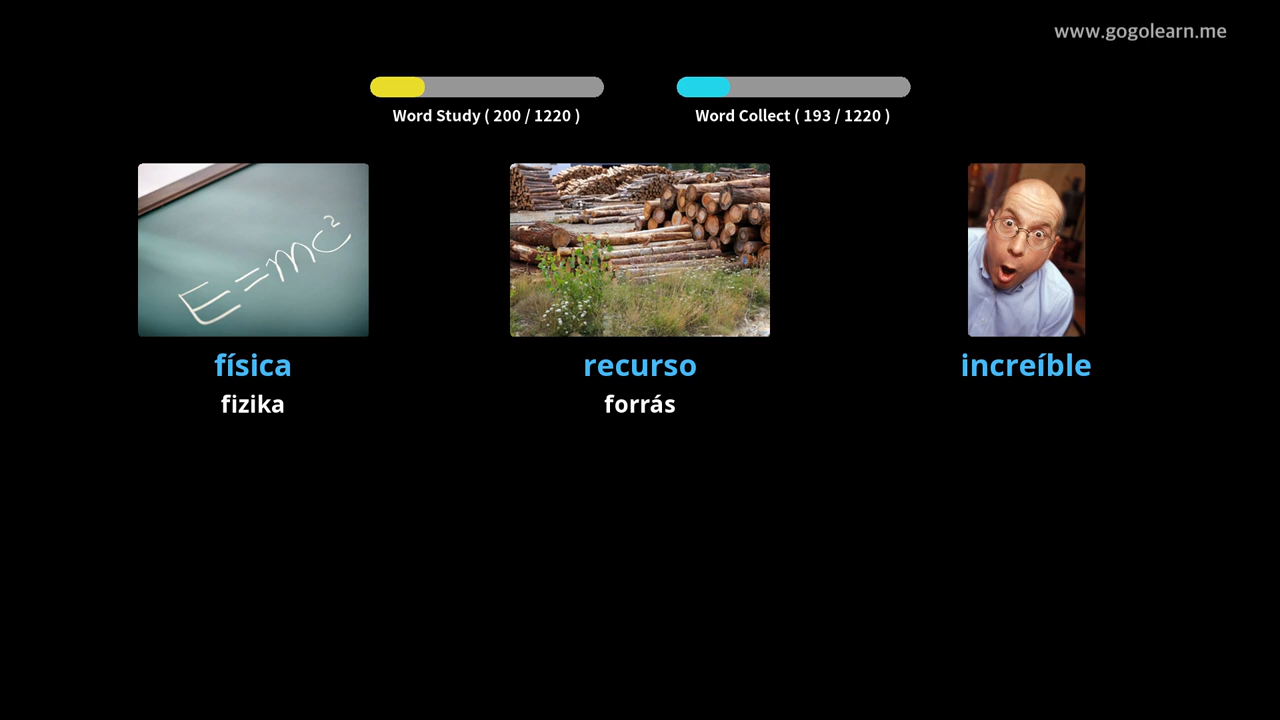 www.gogolearn.me
Word Study ( 200 / 1220 )
Word Collect ( 193 / 1220 )
E=mc²
física
recurso
increíble
fizika
forrás